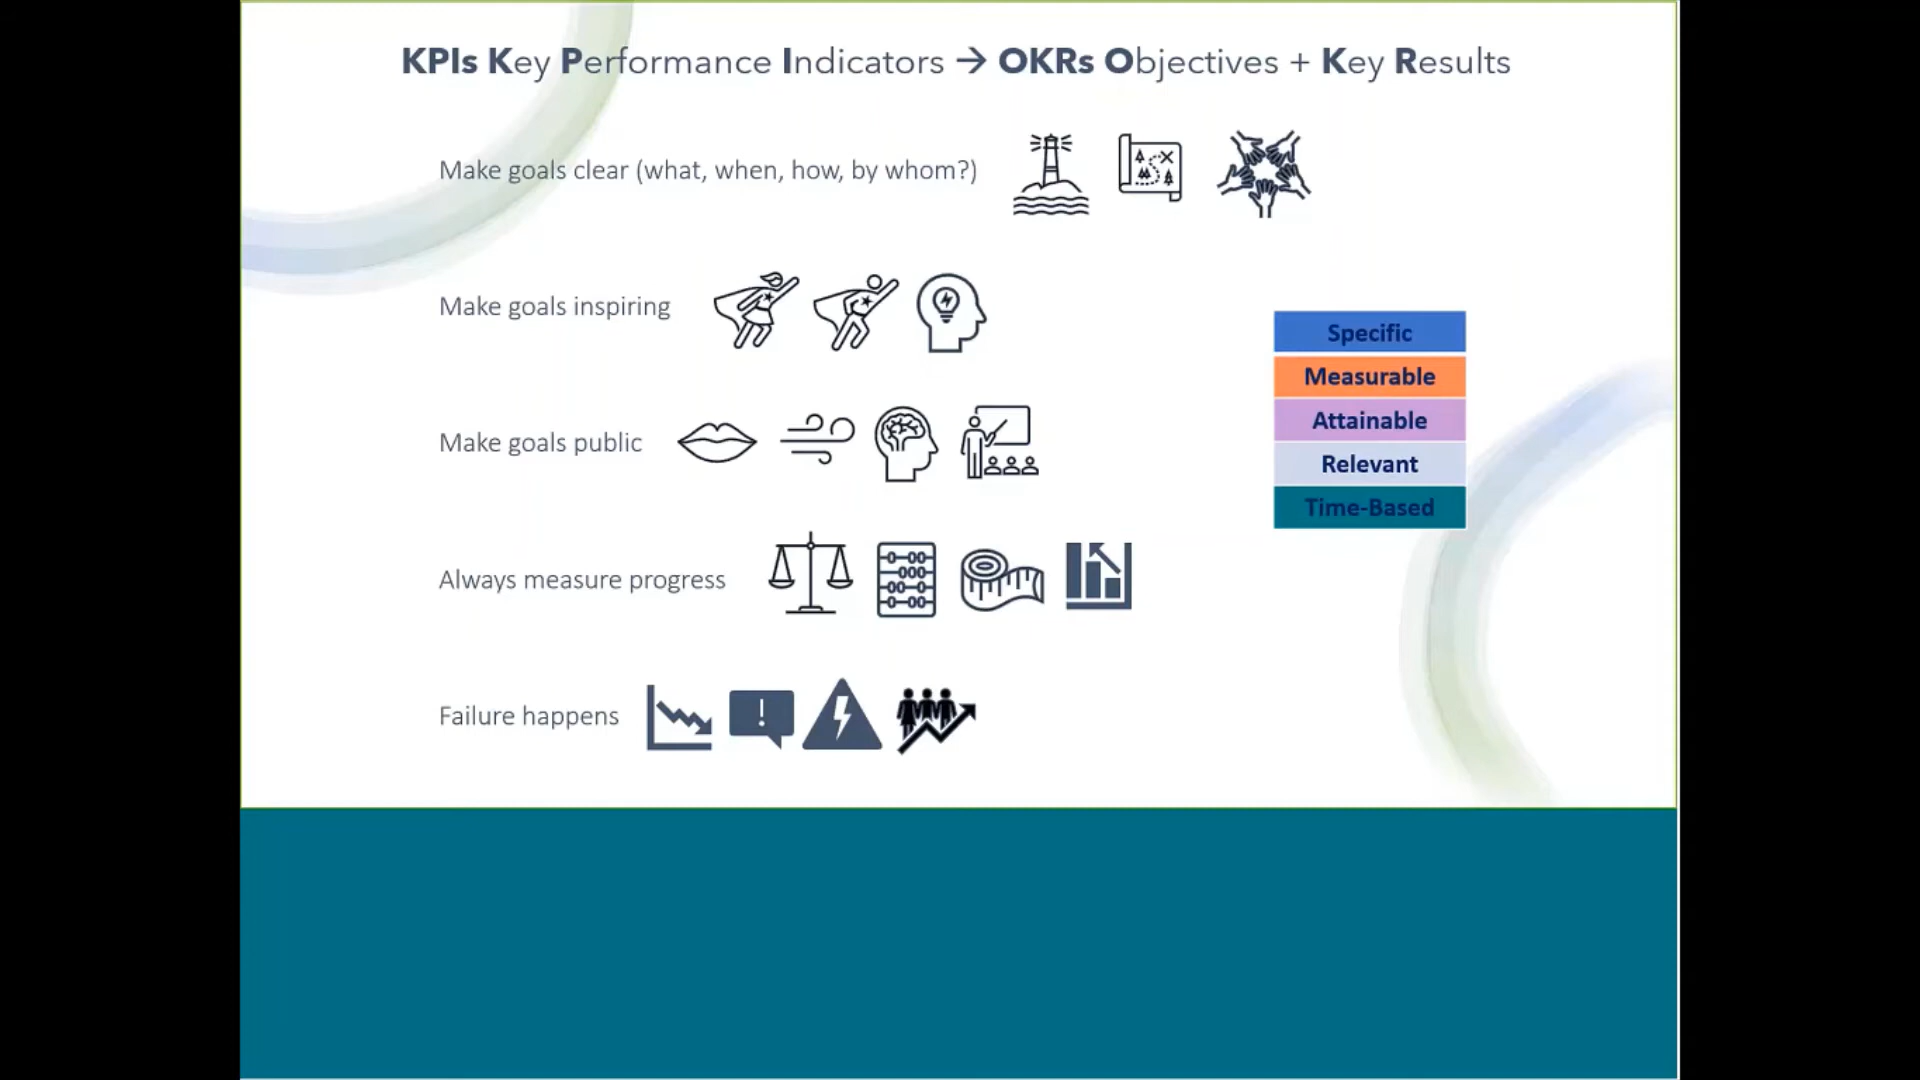 KPIs Key Performance Indicators → OKRs Objectives + Key Results
Make goals clear (what, when, how, by whom?)
Make goals inspiring
Specific
Measurable
Attainable
Relevant
Time-Based
Make goals public
Always measure progress
Failure happens